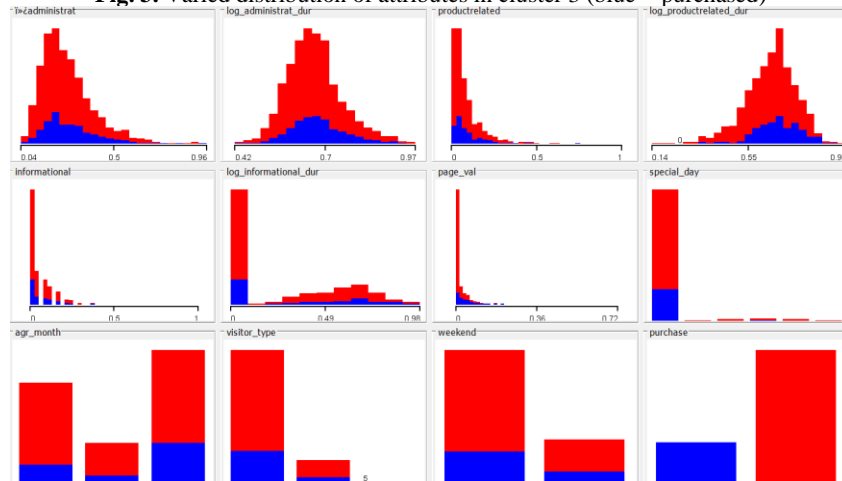 Fig. 3. Varied distribution of attributes in cluster 3 (blue – purchased)
ï»¿administrat log_administrat_dur productrelated log_productrelated_dur
0
0.04 0.5 0.96 0.42 0.7 0.97 0 0.5 1 0.14 0.55 0.9
informational log_informational_dur page_val special_day
0 0.5 1 0 0.49 0.98 0 0.36 0.72
agr_month visitor_type weekend purchase
5